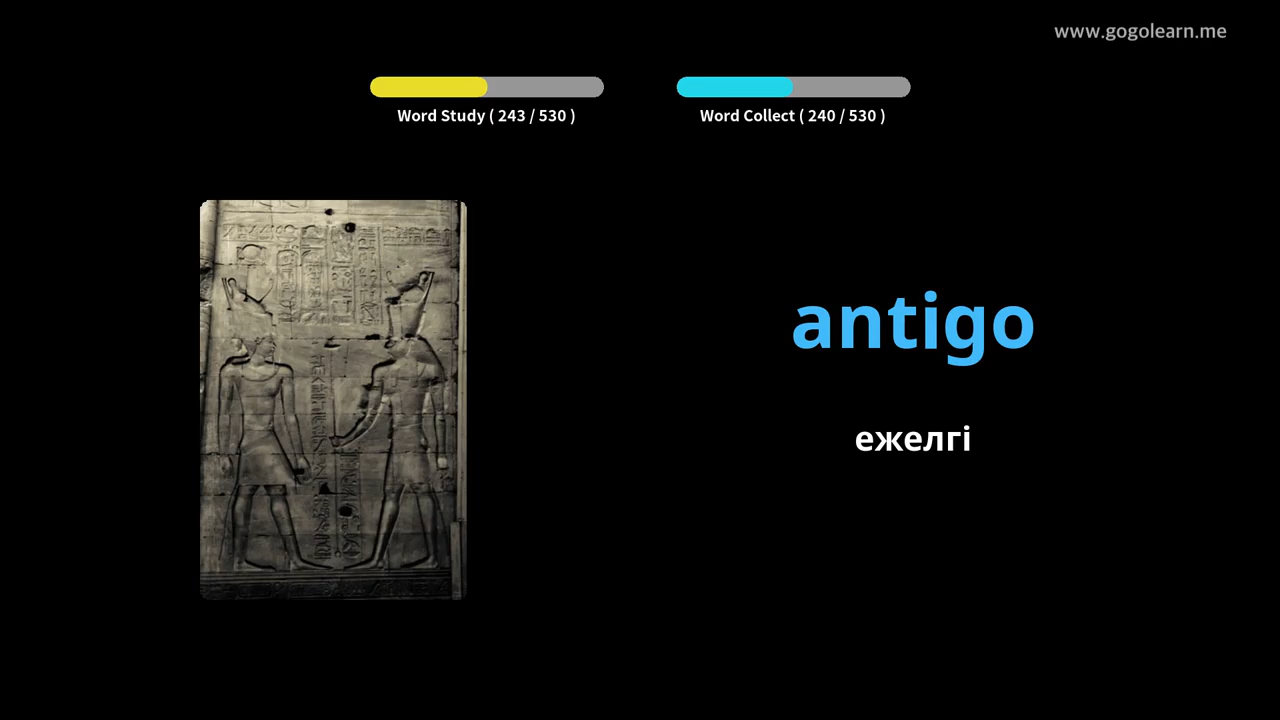 www.gogolearn.me
Word Study ( 243 / 530 )
Word Collect ( 240 / 530 )
antigo
ежелгі